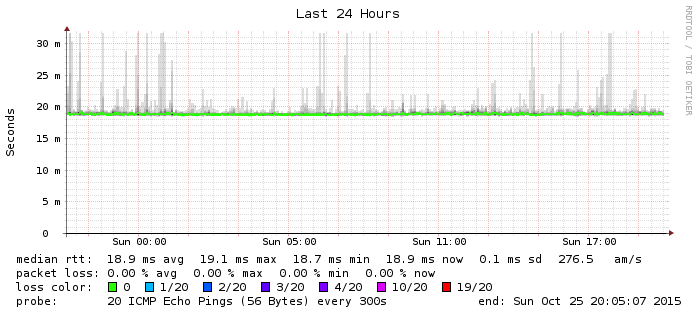 Last 24 Hours
RRDTOOL / TOBI OETIKER
Seconds
30 m
25 m
20 m
15 m
10 m
5 m
0
Sun 00:00 Sun 05:00 Sun 11:00 Sun 17:00
median rtt: 18.9 ms avg 19.1 ms max 18.7 ms min 18.9 ms now 0.1 ms sd 276.5 am/s
packet loss: 0.00 % avg 0.00 % max 0.00 % min 0.00 % now
loss color: 0 1/20 2/20 3/20 4/20 10/20 19/20
probe: 20 ICMP Echo Pings (56 Bytes) every 300s end: Sun Oct 25 20:05:07 2015